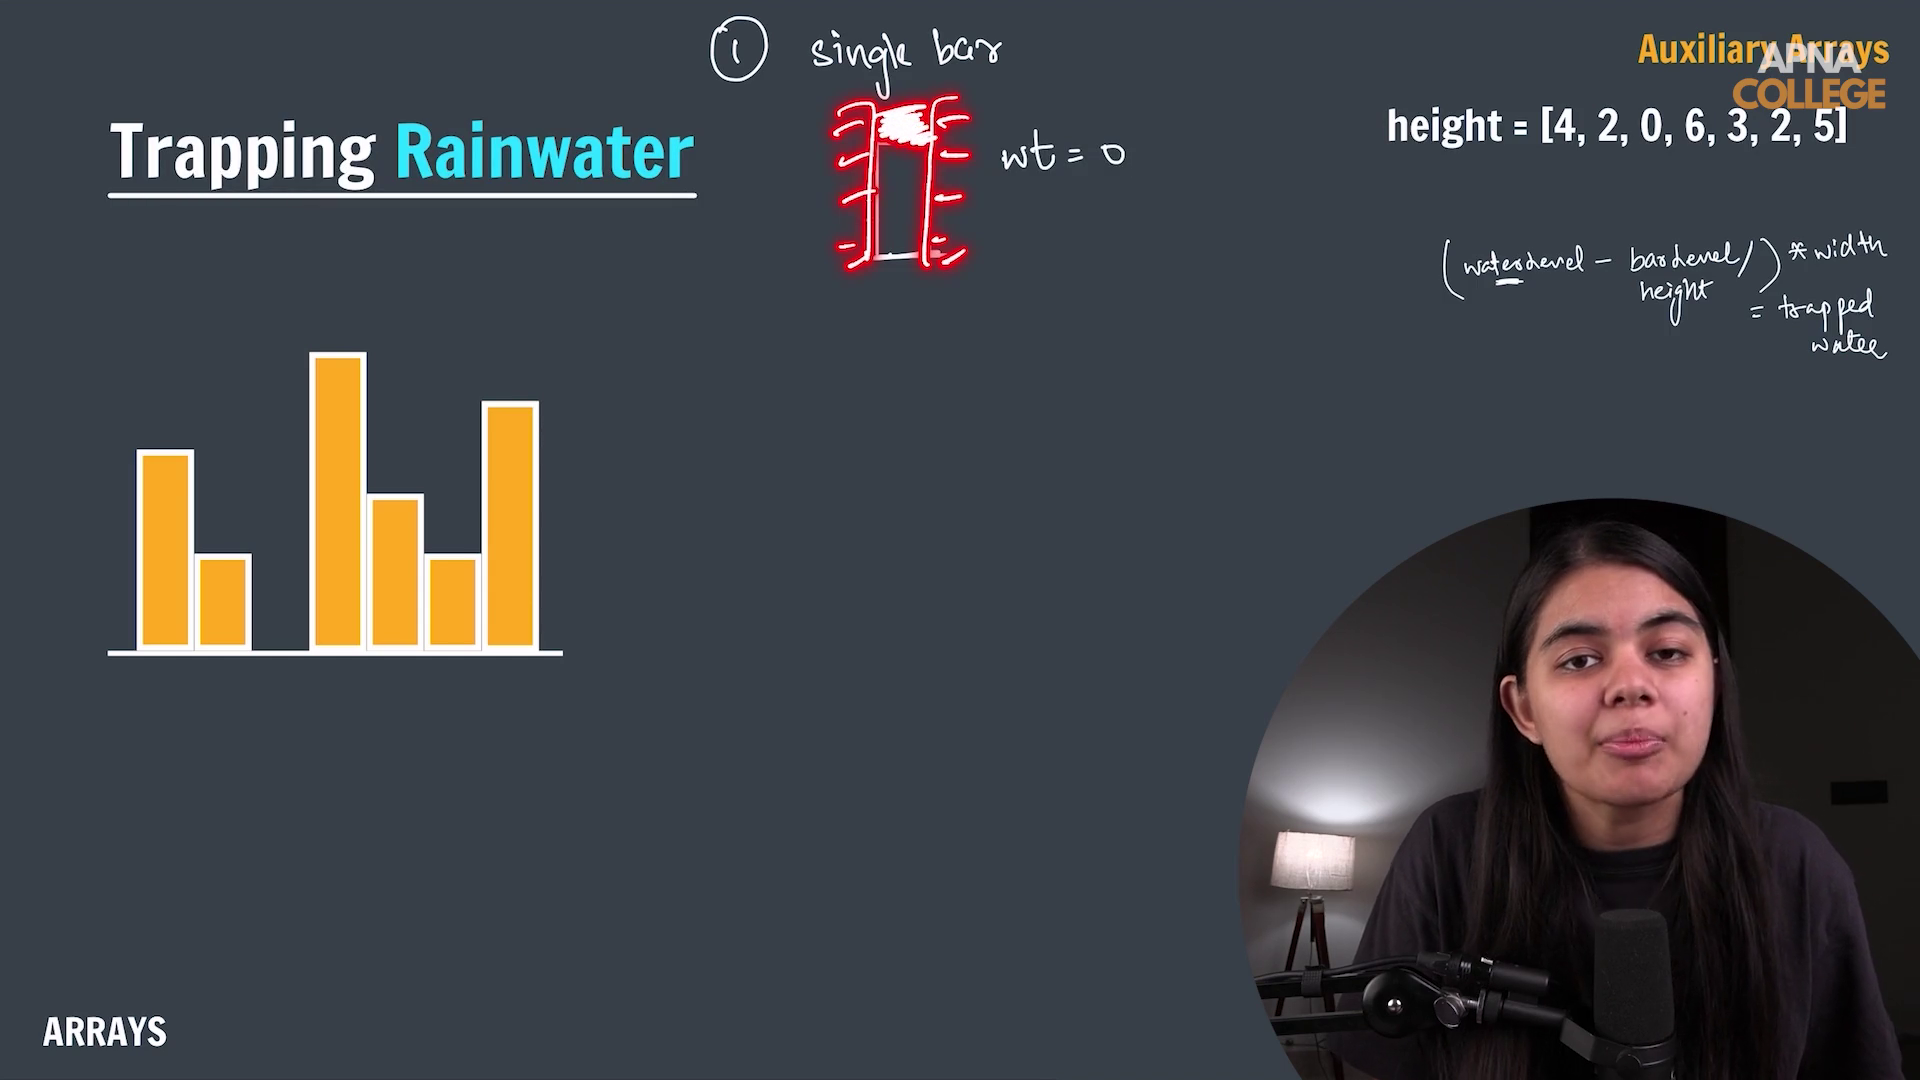 ① single bar
Auxiliary Arrays
APNA
COLLEGE
Trapping Rainwater
height = [4, 2, 0, 6, 3, 2, 5]
wt = 0
(waterlevel - barlevel/) * width
height
= trapped
water
ARRAYS